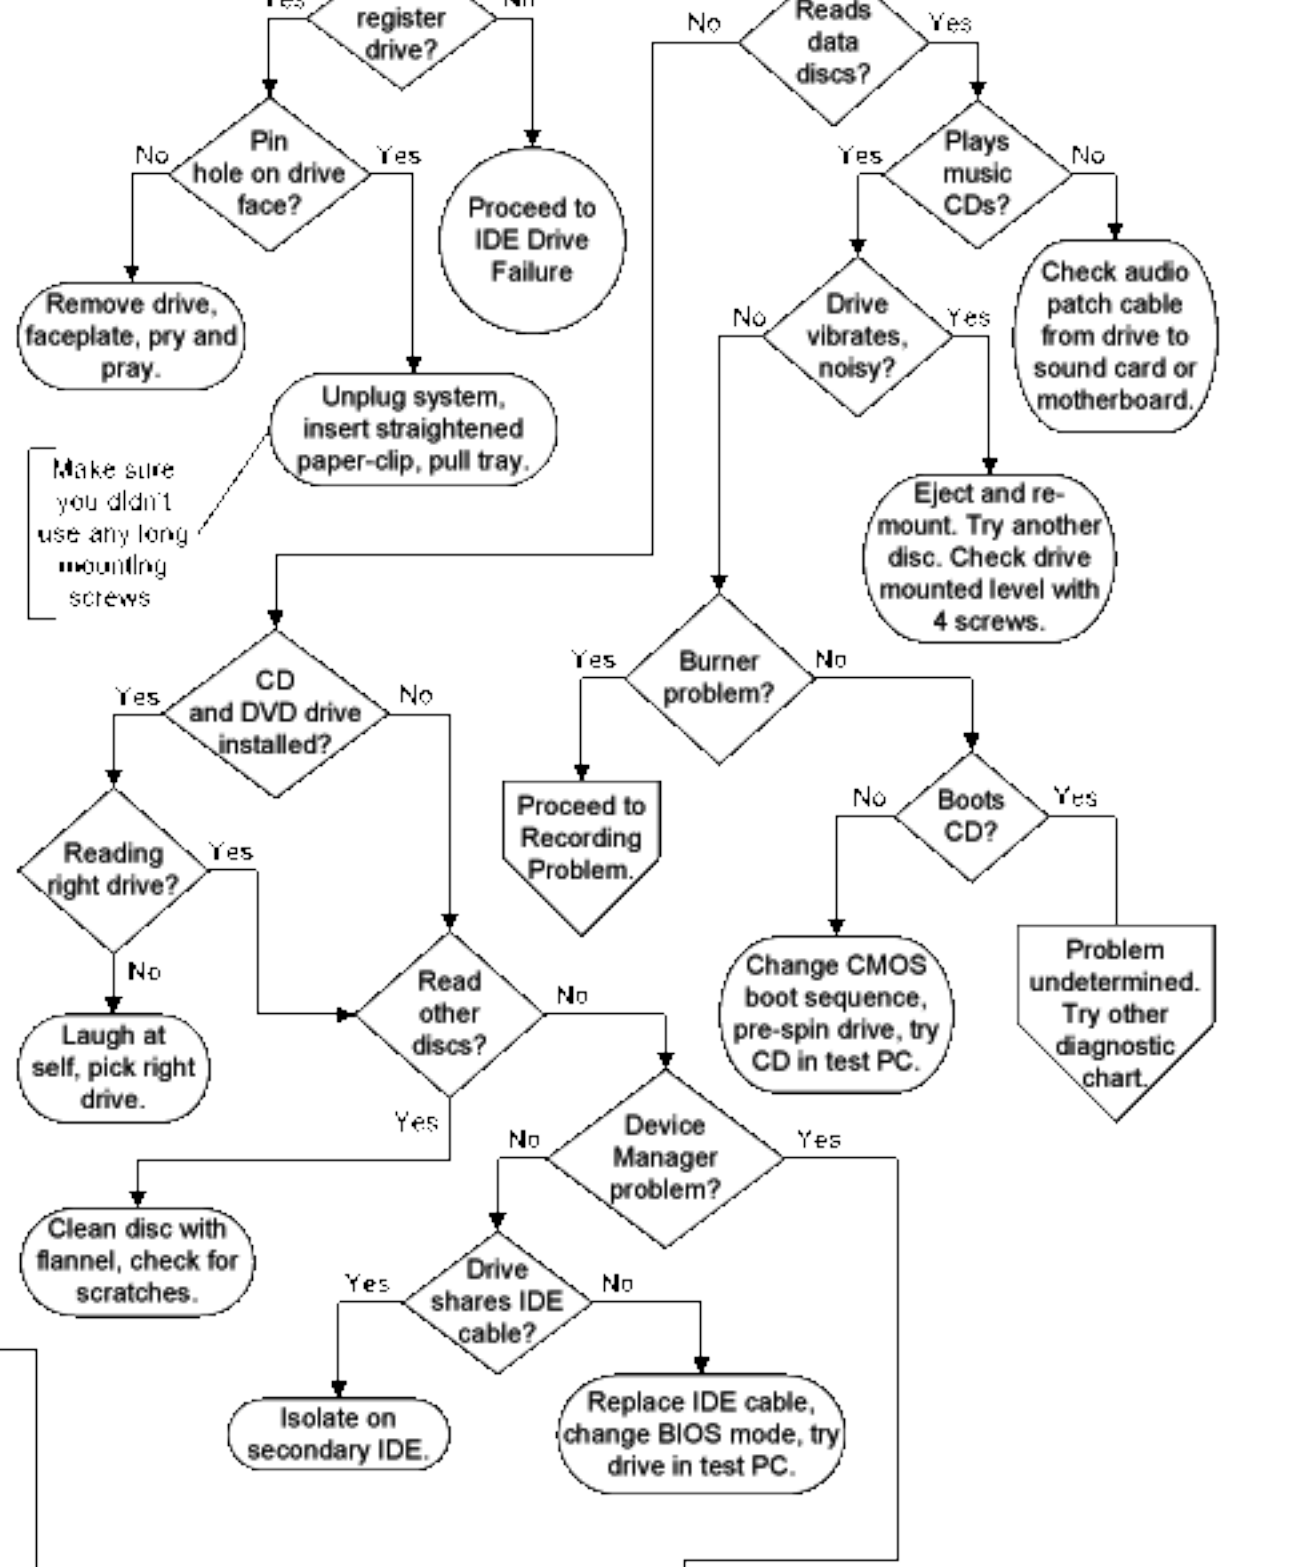 Yes
register
drive?
No
No
Reads
data
discs?
Yes
No
Pin
hole on drive
face?
Yes
Proceed to
IDE Drive
Failure
Yes
Plays
music
CDs?
No
Remove drive,
faceplate, pry and
pray.
Unplug system,
insert straightened
paper-clip, pull tray.
Make sure
you didn't
use any long
mounting
screws
No
Drive
vibrates,
noisy?
Yes
Check audio
patch cable
from drive to
sound card or
motherboard.
Eject and re-
mount. Try another
disc. Check drive
mounted level with
4 screws.
Yes
CD
and DVD drive
installed?
No
Yes
Burner
problem?
No
Reading
right drive?
Yes
No
Proceed to
Recording
Problem.
No
Boots
CD?
Yes
Laugh at
self, pick right
drive.
Read
other
discs?
No
Yes
Change CMOS
boot sequence,
pre-spin drive, try
CD in test PC.
Problem
undetermined.
Try other
diagnostic
chart.
No
Device
Manager
problem?
Yes
Clean disc with
flannel, check for
scratches.
Yes
Drive
shares IDE
cable?
No
Isolate on
secondary IDE.
Replace IDE cable,
change BIOS mode, try
drive in test PC.